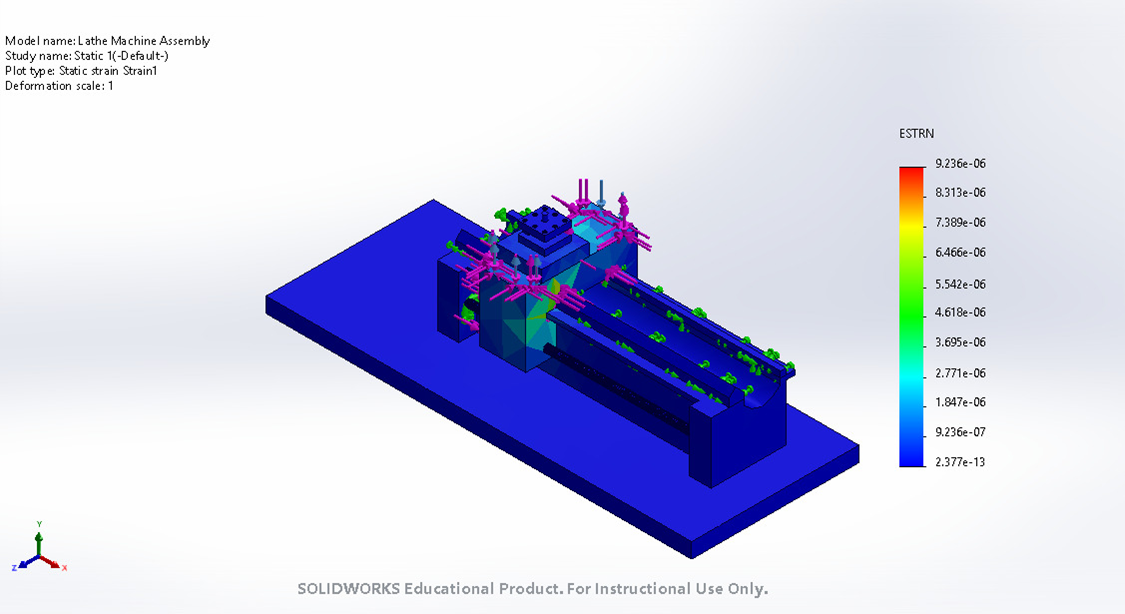 Model name: Lathe Machine Assembly
Study name: Static 1(-Default-)
Plot type: Static strain Strain1
Deformation scale: 1
ESTRN
9.236e-06
8.313e-06
7.389e-06
6.466e-06
5.542e-06
4.618e-06
3.695e-06
2.771e-06
1.847e-06
9.236e-07
2.377e-13
Y
Z
X
SOLIDWORKS Educational Product. For Instructional Use Only.